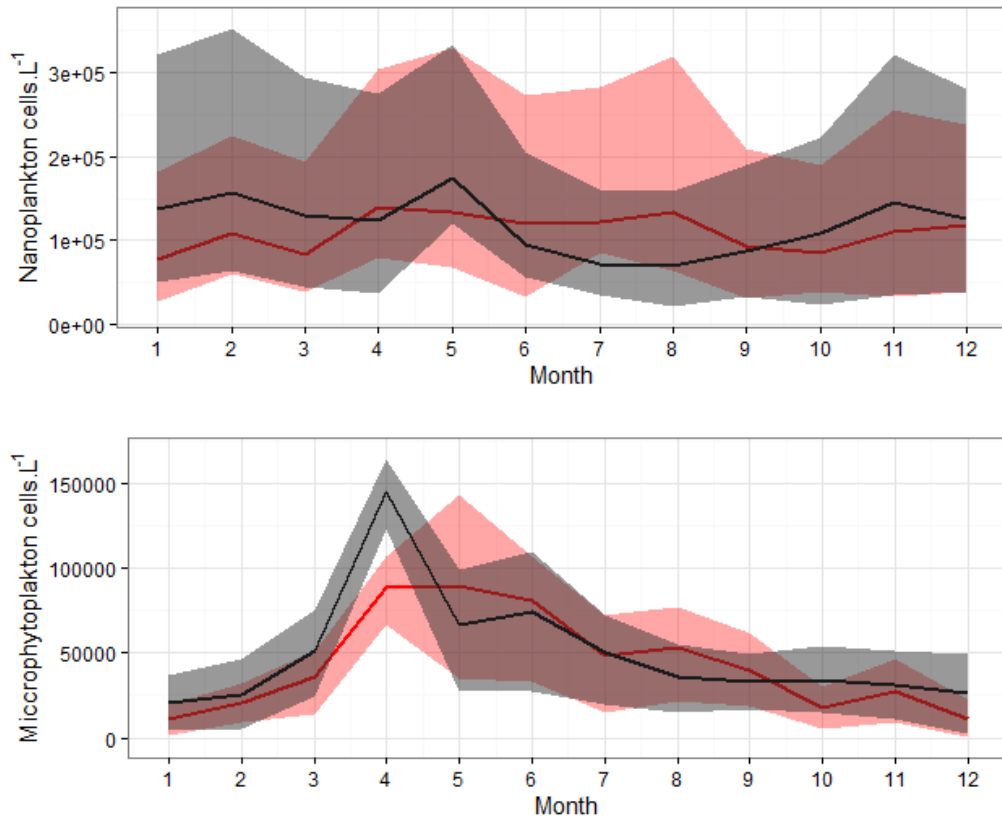 Nanoplankton cells.L⁻¹
3e+05
2e+05
1e+05
0e+00
1 2 3 4 5 6 7 8 9 10 11 12
Month
Miccrophytoplakton cells.L⁻¹
150000
100000
50000
0
1 2 3 4 5 6 7 8 9 10 11 12
Month